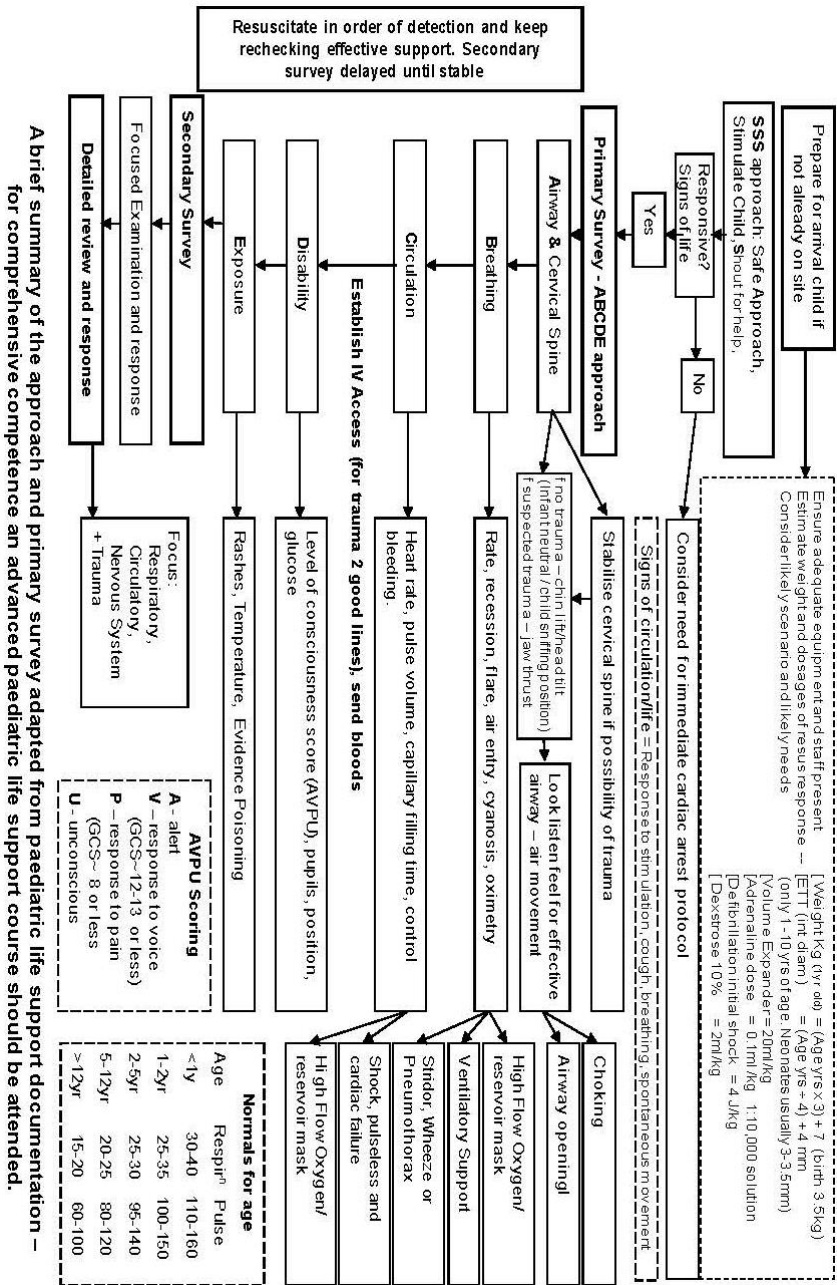 Prepare for arrival child if
not already on site
Ensure adequate equipment and staff present
Estimate weight and dosages of resus response --
Consider likely scenario and likely needs
[Weight Kg (1yr old) = (Age yrs x 3) + 7 (birth 3.5kg)
[ETT (int diam) = (Age yrs ÷ 4) + 4 mm
(only 1-10 yrs of age. Neonates usually 3-3.5mm)
[Volume Expander = 20ml/kg
[Adrenaline dose = 0.1ml/kg 1:10,000 solution
[Defibrillation initial shock = 4 J/kg
[Dexstrose 10% = 2ml/kg
SSS approach: Safe Approach,
Stimulate Child, Shout for help,
Responsive?
Signs of life
No
Consider need for immediate cardiac arrest protocol
Yes
Signs of circulation/life = Response to stimulation, cough, breathing, spontaneous movement
Primary Survey - ABCDE approach
Resuscitate in order of detection and keep
rechecking effective support. Secondary
survey delayed until stable
Airway & Cervical Spine
Stabilise cervical spine if possibility of trauma
f no trauma – chin lift/head tilt
(Infant neutral / child sniffing position)
f suspected trauma – jaw thrust
Look listen feel for effective
airway – air movement
Choking
Airway openingl
Breathing
Rate, recession, flare, air entry, cyanosis, oximetry
High Flow Oxygen/
reservoir mask
Ventilatory Support
Stridor, Wheeze or
Pneumothorax
Circulation
Heart rate, pulse volume, capillary filling time, control
bleeding.
Shock, pulseless and
cardiac failure
High Flow Oxygen/
reservoir mask
Establish IV Access (for trauma 2 good lines), send bloods
Disability
Level of consciousness score (AVPU), pupils, position,
glucose
Exposure
Rashes, Temperature, Evidence Poisoning
Secondary Survey
Focused Examination and response
Detailed review and response
Focus:
Respiratory,
Circulatory,
Nervous System
+ Trauma
AVPU Scoring
A - alert
V – response to voice
(GCS~12-13 or less)
P – response to pain
(GCS~ 8 or less
U - unconscious
Normals for age
Age Respirⁿ Pulse
<1y 30-40 110-160
1-2yr 25-35 100-150
2-5yr 25-30 95-140
5-12yr 20-25 80-120
>12yr 15-20 60-100
A brief summary of the approach and primary survey adapted from paediatric life support documentation –
for comprehensive competence an advanced paediatric life support course should be attended.